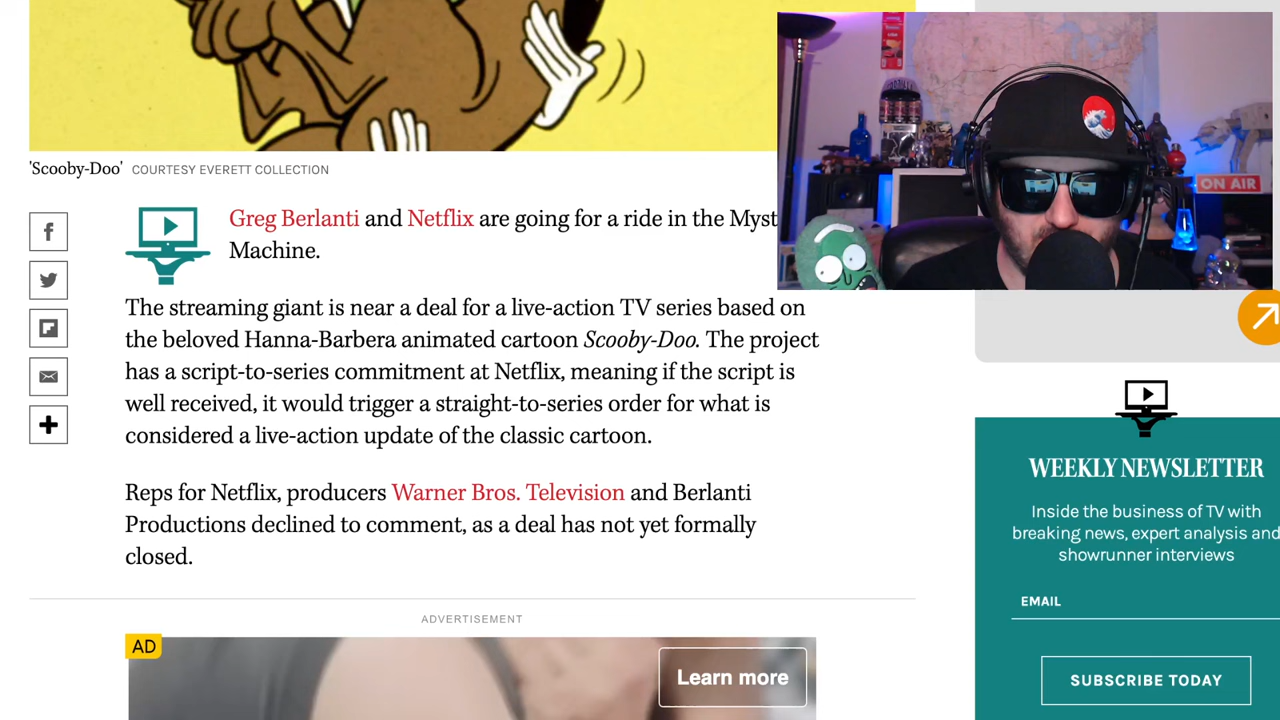 'Scooby-Doo' COURTESY EVERETT COLLECTION
Greg Berlanti and Netflix are going for a ride in the Myst
Machine.
The streaming giant is near a deal for a live-action TV series based on
the beloved Hanna-Barbera animated cartoon Scooby-Doo. The project
has a script-to-series commitment at Netflix, meaning if the script is
well received, it would trigger a straight-to-series order for what is
considered a live-action update of the classic cartoon.
Reps for Netflix, producers Warner Bros. Television and Berlanti
Productions declined to comment, as a deal has not yet formally
closed.
ADVERTISEMENT
AD
Learn more
ON AIR
WEEKLY NEWSLETTER
Inside the business of TV with
breaking news, expert analysis and
showrunner interviews
EMAIL
SUBSCRIBE TODAY